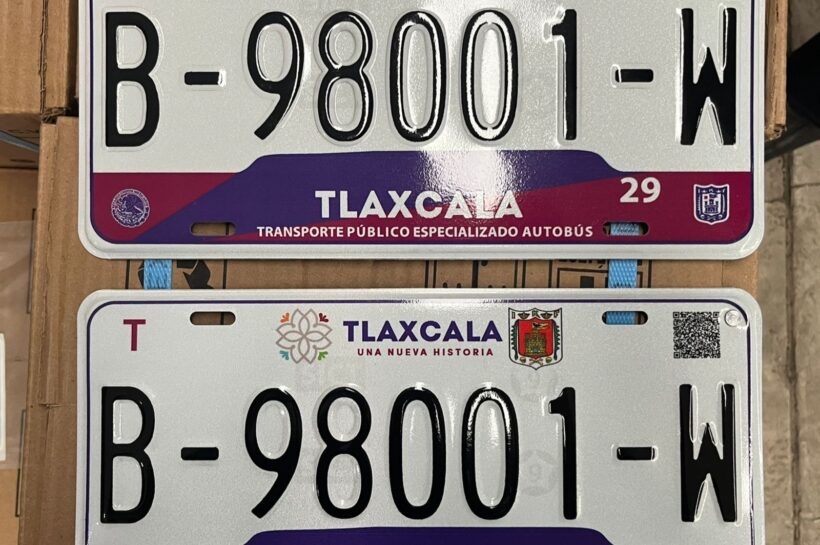 B-98001-W
TLAXCALA
29
TRANSPORTE PÚBLICO ESPECIALIZADO AUTOBÚS
T
TLAXCALA
UNA NUEVA HISTORIA
B-98001-W